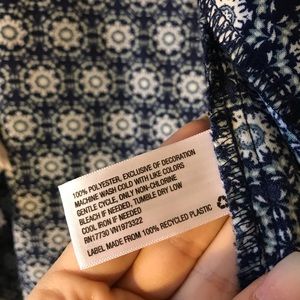 100% POLYESTER, EXCLUSIVE OF DECORATION
MACHINE WASH COLD WITH LIKE COLORS
GENTLE CYCLE, ONLY NON-CHLORINE
BLEACH IF NEEDED, TUMBLE DRY LOW
COOL IRON IF NEEDED
RN17730 VN1973322
LABEL MADE FROM 100% RECYCLED PLASTIC